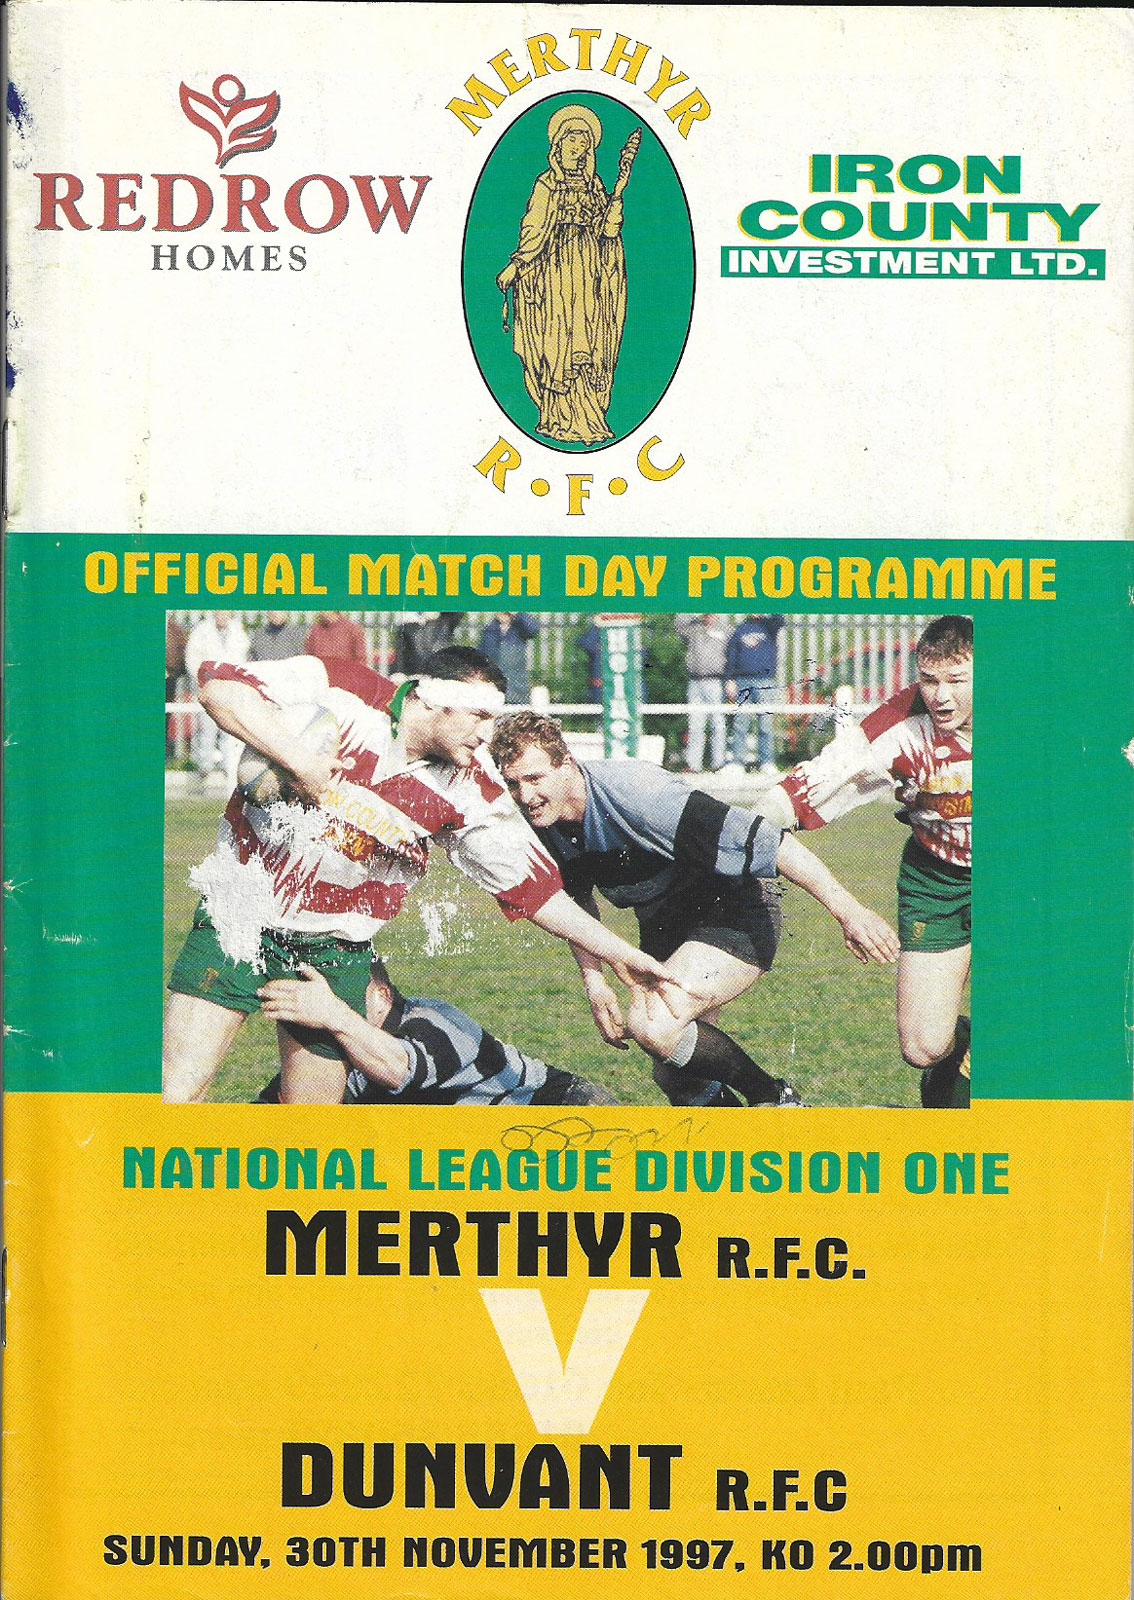 MERTHYR
REDROW
HOMES
IRON
COUNTY
INVESTMENT LTD.
R.F.C
OFFICIAL MATCH DAY PROGRAMME
NATIONAL LEAGUE DIVISION ONE
MERTHYR R.F.C.
V
DUNVANT R.F.C
SUNDAY, 30TH NOVEMBER 1997, KO 2.00pm